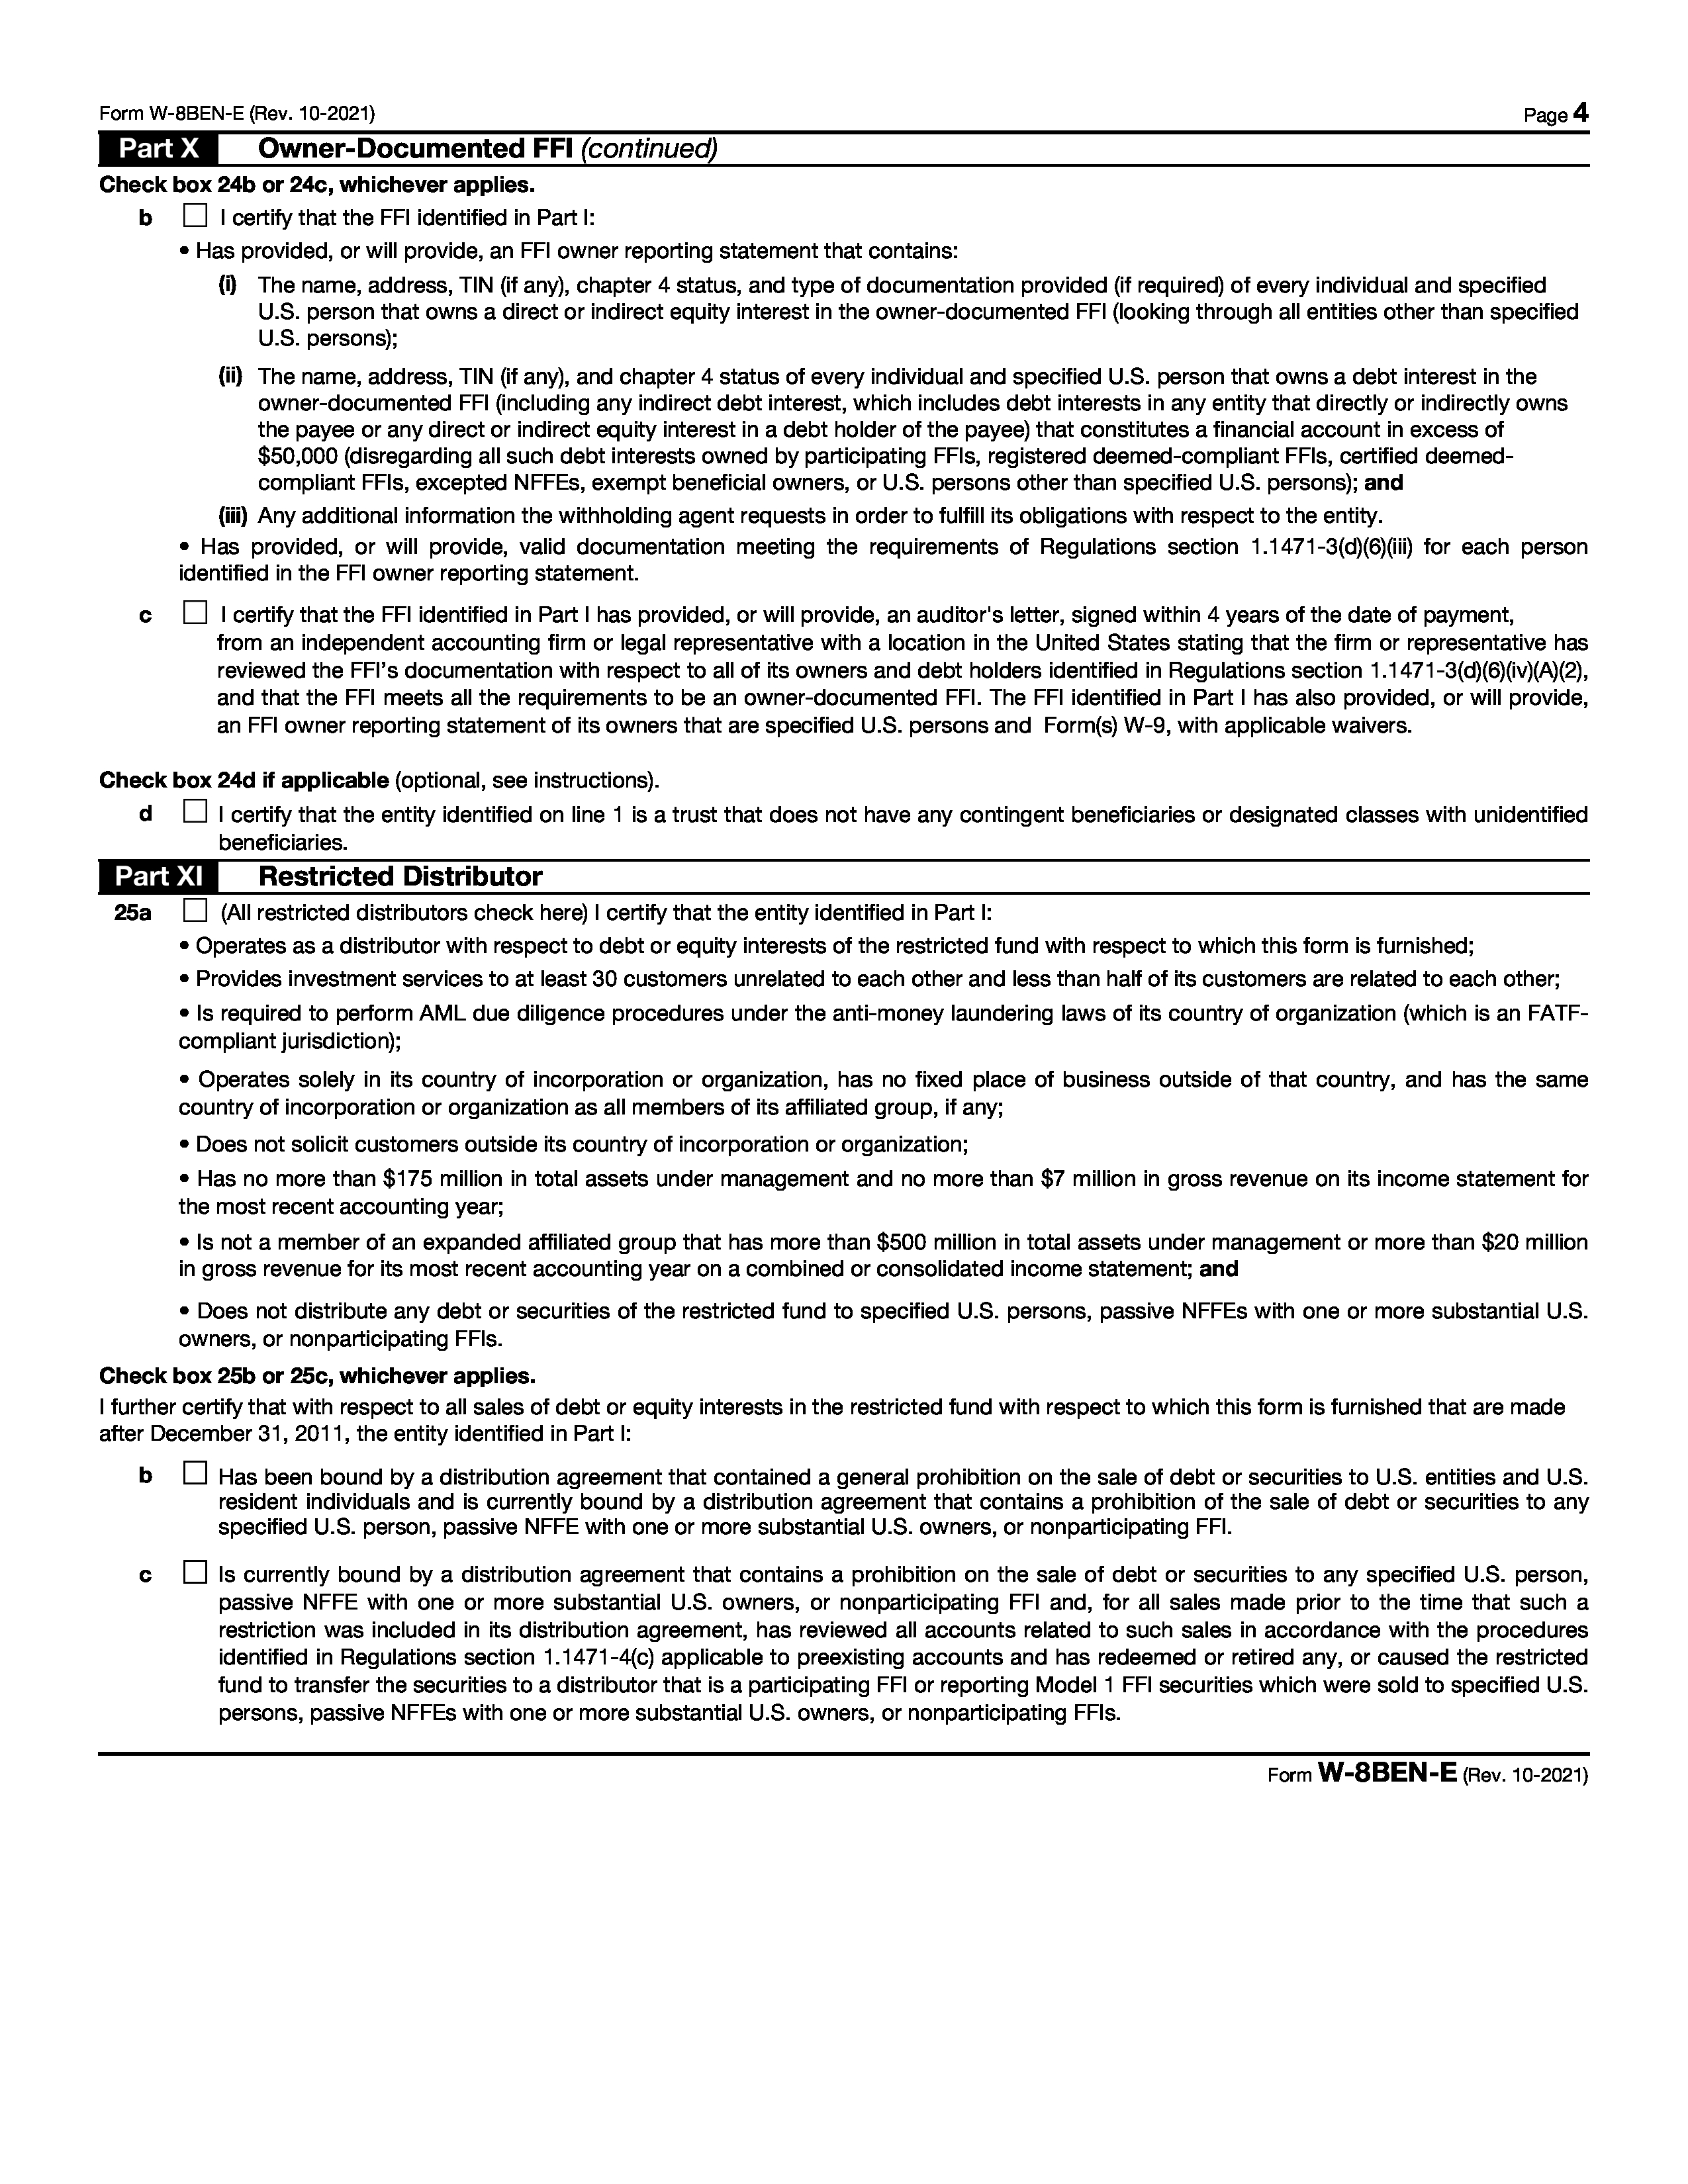 Form W-8BEN-E (Rev. 10-2021)
Page 4
Part X Owner-Documented FFI (continued)
Check box 24b or 24c, whichever applies.
b I certify that the FFI identified in Part I:
• Has provided, or will provide, an FFI owner reporting statement that contains:
(i) The name, address, TIN (if any), chapter 4 status, and type of documentation provided (if required) of every individual and specified
U.S. person that owns a direct or indirect equity interest in the owner-documented FFI (looking through all entities other than specified
U.S. persons);
(ii) The name, address, TIN (if any), and chapter 4 status of every individual and specified U.S. person that owns a debt interest in the
owner-documented FFI (including any indirect debt interest, which includes debt interests in any entity that directly or indirectly owns
the payee or any direct or indirect equity interest in a debt holder of the payee) that constitutes a financial account in excess of
$50,000 (disregarding all such debt interests owned by participating FFIs, registered deemed-compliant FFIs, certified deemed-
compliant FFIs, excepted NFFEs, exempt beneficial owners, or U.S. persons other than specified U.S. persons); and
(iii) Any additional information the withholding agent requests in order to fulfill its obligations with respect to the entity.
• Has provided, or will provide, valid documentation meeting the requirements of Regulations section 1.1471-3(d)(6)(iii) for each person
identified in the FFI owner reporting statement.
c I certify that the FFI identified in Part I has provided, or will provide, an auditor's letter, signed within 4 years of the date of payment,
from an independent accounting firm or legal representative with a location in the United States stating that the firm or representative has
reviewed the FFI’s documentation with respect to all of its owners and debt holders identified in Regulations section 1.1471-3(d)(6)(iv)(A)(2),
and that the FFI meets all the requirements to be an owner-documented FFI. The FFI identified in Part I has also provided, or will provide,
an FFI owner reporting statement of its owners that are specified U.S. persons and Form(s) W-9, with applicable waivers.
Check box 24d if applicable (optional, see instructions).
d I certify that the entity identified on line 1 is a trust that does not have any contingent beneficiaries or designated classes with unidentified
beneficiaries.
Part XI Restricted Distributor
25a (All restricted distributors check here) I certify that the entity identified in Part I:
• Operates as a distributor with respect to debt or equity interests of the restricted fund with respect to which this form is furnished;
• Provides investment services to at least 30 customers unrelated to each other and less than half of its customers are related to each other;
• Is required to perform AML due diligence procedures under the anti-money laundering laws of its country of organization (which is an FATF-
compliant jurisdiction);
• Operates solely in its country of incorporation or organization, has no fixed place of business outside of that country, and has the same
country of incorporation or organization as all members of its affiliated group, if any;
• Does not solicit customers outside its country of incorporation or organization;
• Has no more than $175 million in total assets under management and no more than $7 million in gross revenue on its income statement for
the most recent accounting year;
• Is not a member of an expanded affiliated group that has more than $500 million in total assets under management or more than $20 million
in gross revenue for its most recent accounting year on a combined or consolidated income statement; and
• Does not distribute any debt or securities of the restricted fund to specified U.S. persons, passive NFFEs with one or more substantial U.S.
owners, or nonparticipating FFIs.
Check box 25b or 25c, whichever applies.
I further certify that with respect to all sales of debt or equity interests in the restricted fund with respect to which this form is furnished that are made
after December 31, 2011, the entity identified in Part I:
b Has been bound by a distribution agreement that contained a general prohibition on the sale of debt or securities to U.S. entities and U.S.
resident individuals and is currently bound by a distribution agreement that contains a prohibition of the sale of debt or securities to any
specified U.S. person, passive NFFE with one or more substantial U.S. owners, or nonparticipating FFI.
c Is currently bound by a distribution agreement that contains a prohibition on the sale of debt or securities to any specified U.S. person,
passive NFFE with one or more substantial U.S. owners, or nonparticipating FFI and, for all sales made prior to the time that such a
restriction was included in its distribution agreement, has reviewed all accounts related to such sales in accordance with the procedures
identified in Regulations section 1.1471-4(c) applicable to preexisting accounts and has redeemed or retired any, or caused the restricted
fund to transfer the securities to a distributor that is a participating FFI or reporting Model 1 FFI securities which were sold to specified U.S.
persons, passive NFFEs with one or more substantial U.S. owners, or nonparticipating FFIs.
Form W-8BEN-E (Rev. 10-2021)